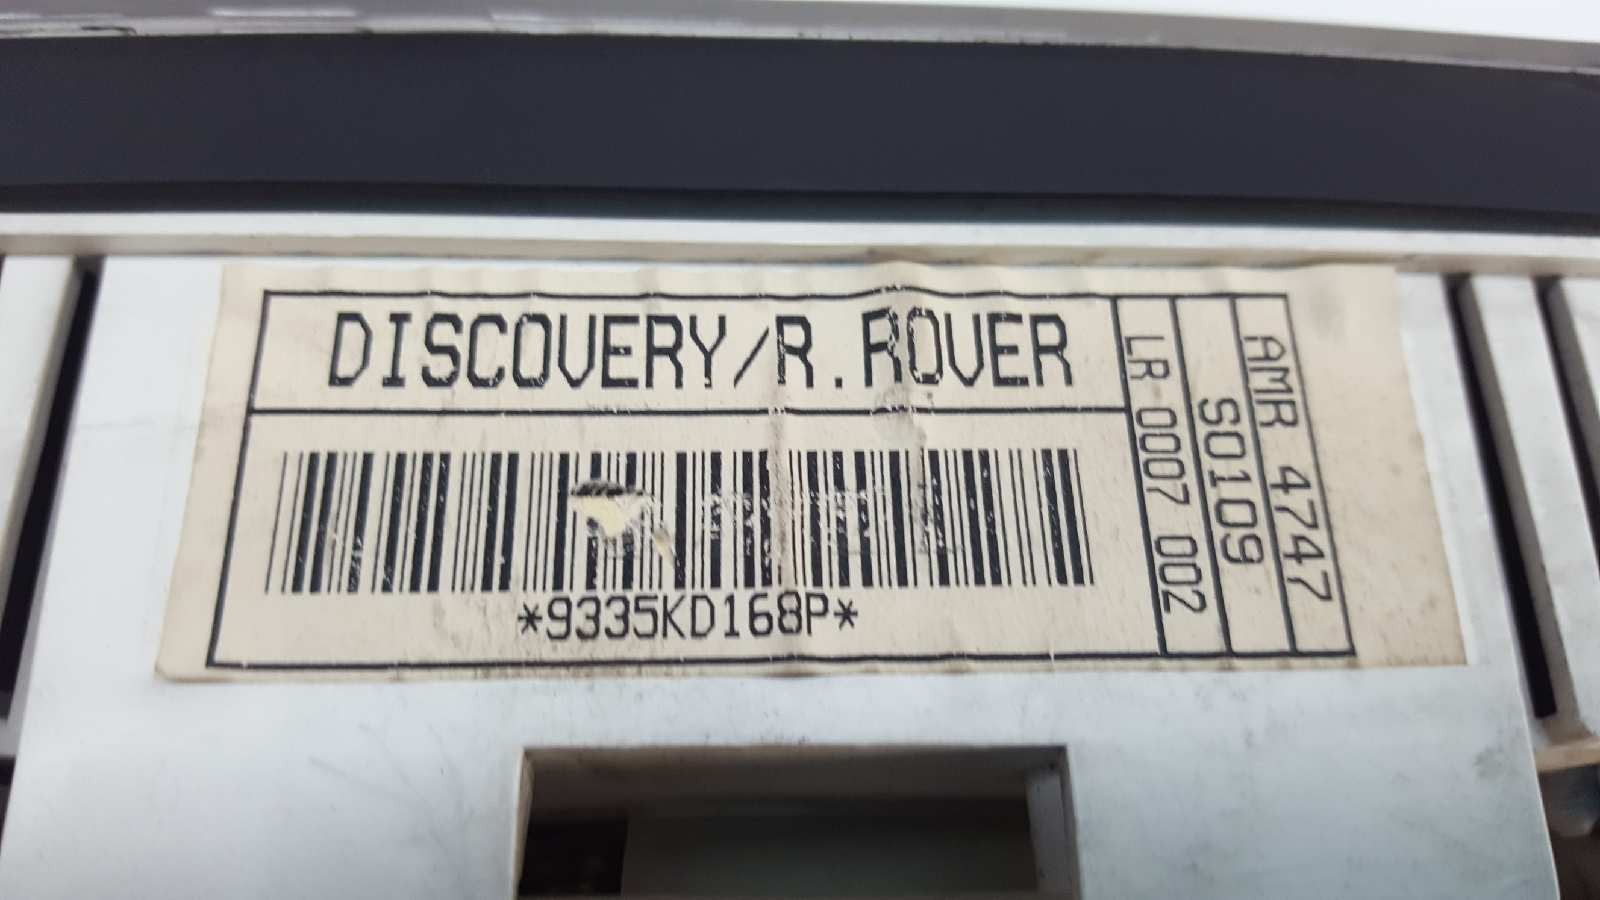 DISCOVERY/R.ROVER
*9335KD168P*
LR 0007 002
S0109
AMR 4747